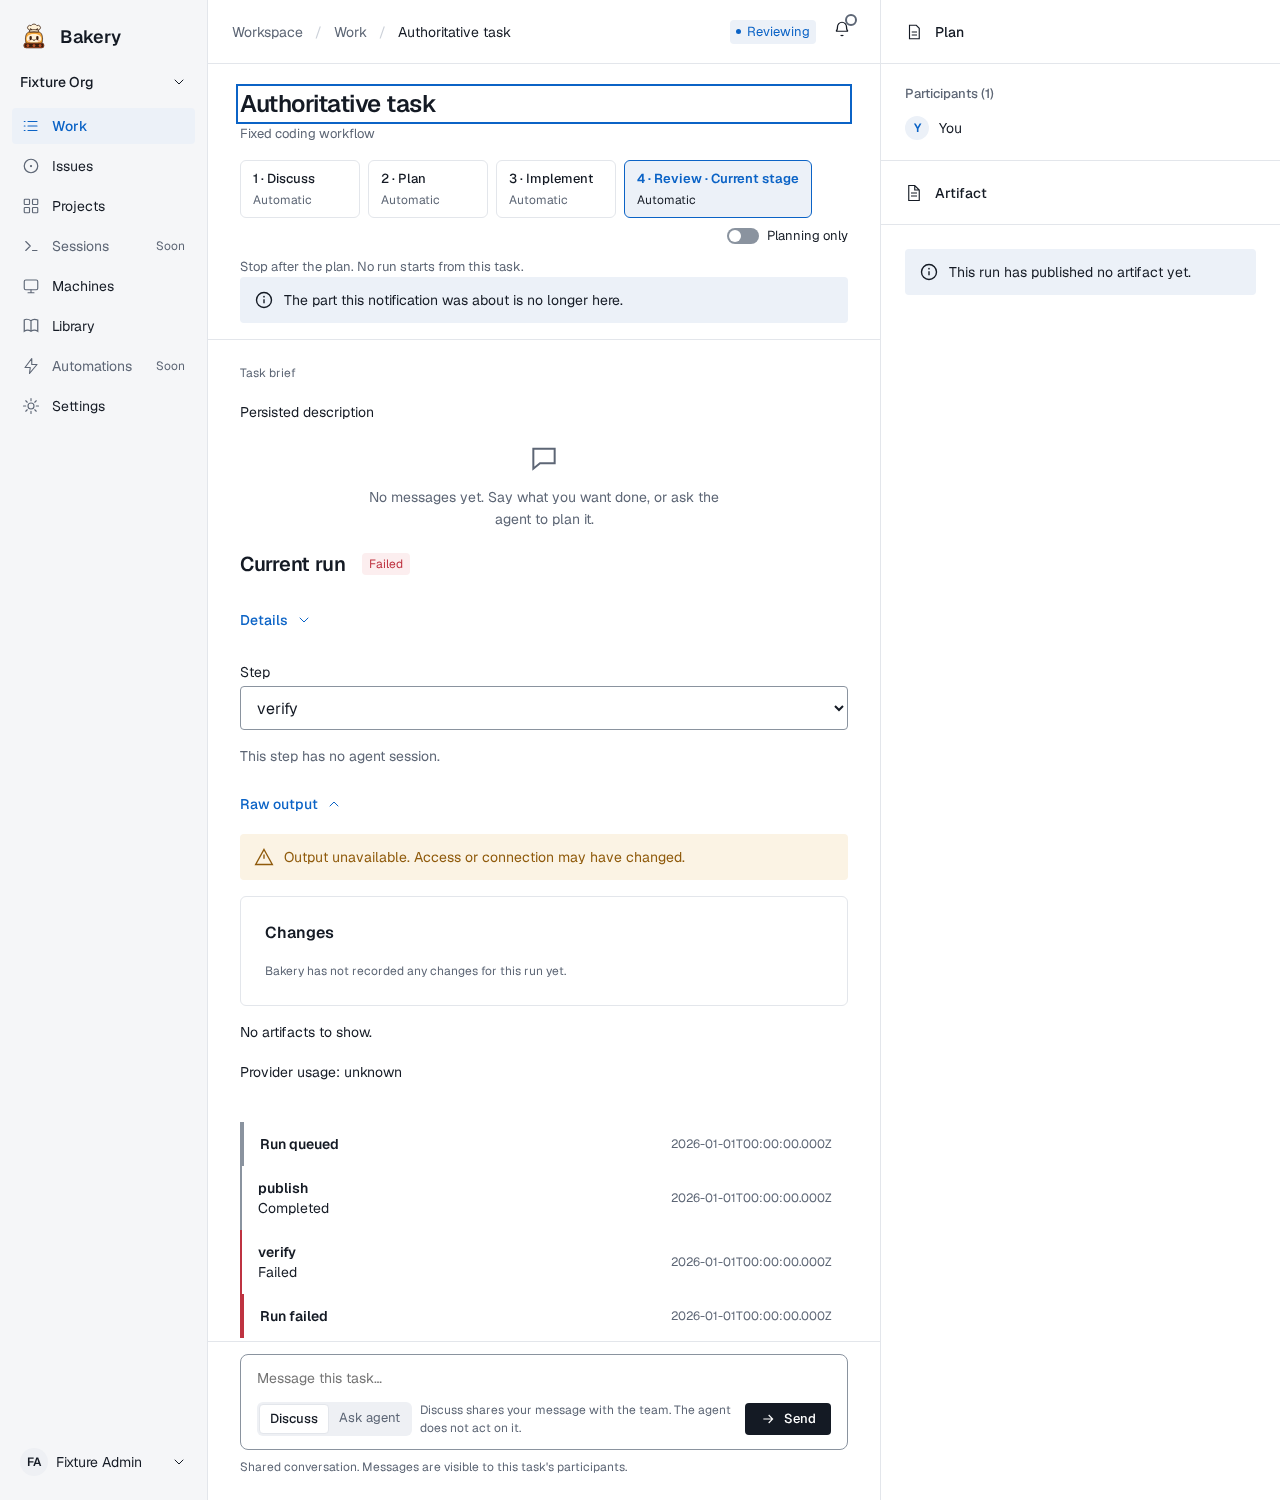 Bakery
Fixture Org
Work
Issues
Projects
Sessions Soon
Machines
Library
Automations Soon
Settings
FA Fixture Admin
Workspace / Work / Authoritative task
Reviewing
Authoritative task
Fixed coding workflow
1 · Discuss
Automatic
2 · Plan
Automatic
3 · Implement
Automatic
4 · Review · Current stage
Automatic
Planning only
Stop after the plan. No run starts from this task.
The part this notification was about is no longer here.
Task brief
Persisted description
No messages yet. Say what you want done, or ask the
agent to plan it.
Current run Failed
Details
Step
verify
This step has no agent session.
Raw output
Output unavailable. Access or connection may have changed.
Changes
Bakery has not recorded any changes for this run yet.
No artifacts to show.
Provider usage: unknown
Run queued 2026-01-01T00:00:00.000Z
publish
Completed
2026-01-01T00:00:00.000Z
verify
Failed
2026-01-01T00:00:00.000Z
Run failed 2026-01-01T00:00:00.000Z
Message this task...
Discuss Ask agent
Discuss shares your message with the team. The agent
does not act on it.
Send
Shared conversation. Messages are visible to this task's participants.
Plan
Participants (1)
Y You
Artifact
This run has published no artifact yet.